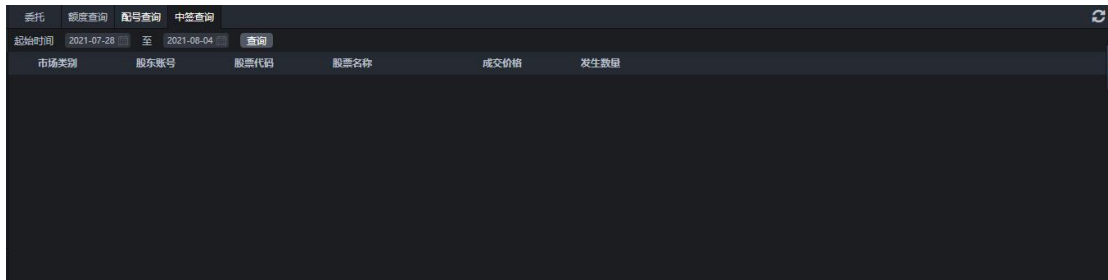 委托 额度查询 配号查询 中签查询
起始时间 2021-07-28 至 2021-08-04 查询
市场类别 股东账号 股票代码 股票名称 成交价格 发生数量